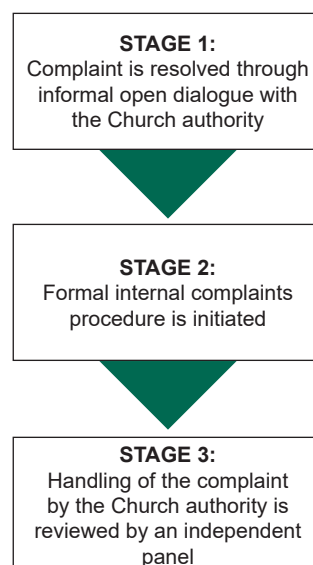 STAGE 1:
Complaint is resolved through
informal open dialogue with
the Church authority
STAGE 2:
Formal internal complaints
procedure is initiated
STAGE 3:
Handling of the complaint
by the Church authority is
reviewed by an independent
panel